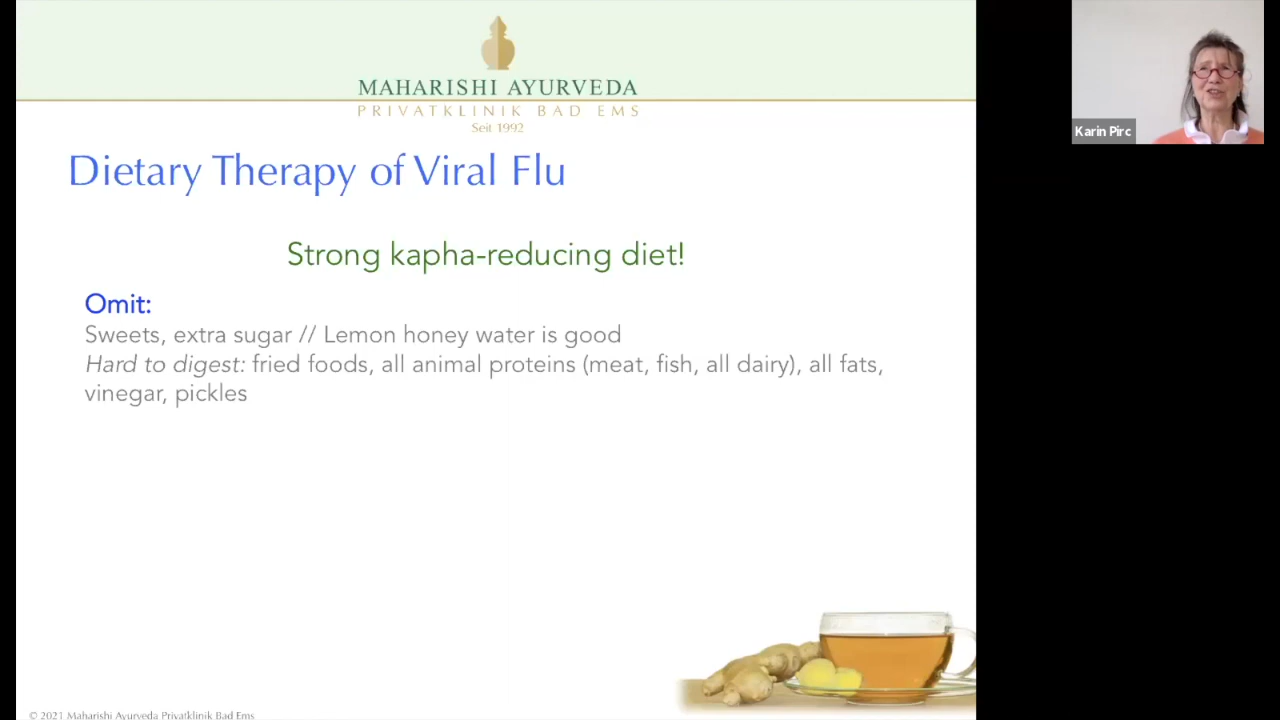 MAHARISHI AYURVEDA
PRIVATKLINIK BAD EMS
Seit 1992
Karin Pirc
Dietary Therapy of Viral Flu
Strong kapha-reducing diet!
Omit:
Sweets, extra sugar // Lemon honey water is good
Hard to digest: fried foods, all animal proteins (meat, fish, all dairy), all fats,
vinegar, pickles
© 2021 Maharishi Ayurveda Privatklinik Bad Ems